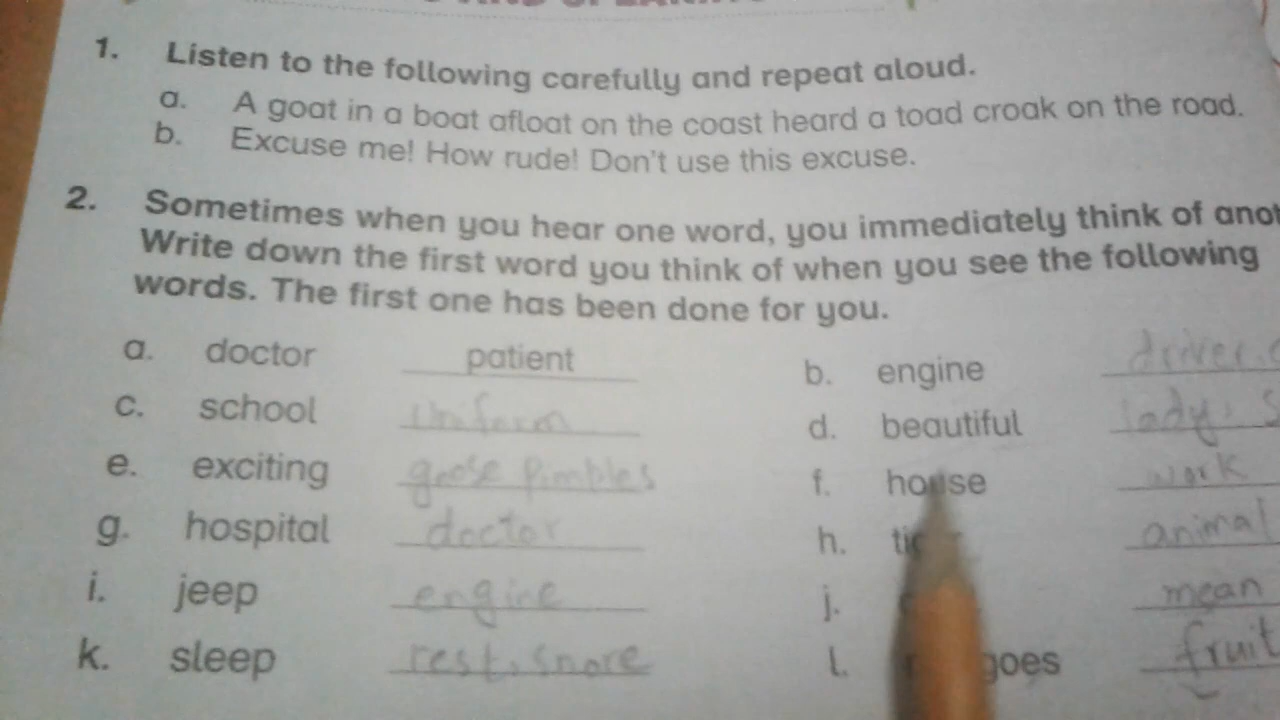 1. Listen to the following carefully and repeat aloud.
a. A goat in a boat afloat on the coast heard a toad croak on the road.
b. Excuse me! How rude! Don't use this excuse.
2. Sometimes when you hear one word, you immediately think of anot
Write down the first word you think of when you see the following
words. The first one has been done for you.
a. doctor patient b. engine driver,
c. school Uniform d. beautiful lady, S
e. exciting goose Pimples f. house work
g. hospital doctor h. animal
i. jeep engine j. mean
k. sleep rest, snore l. goes fruit